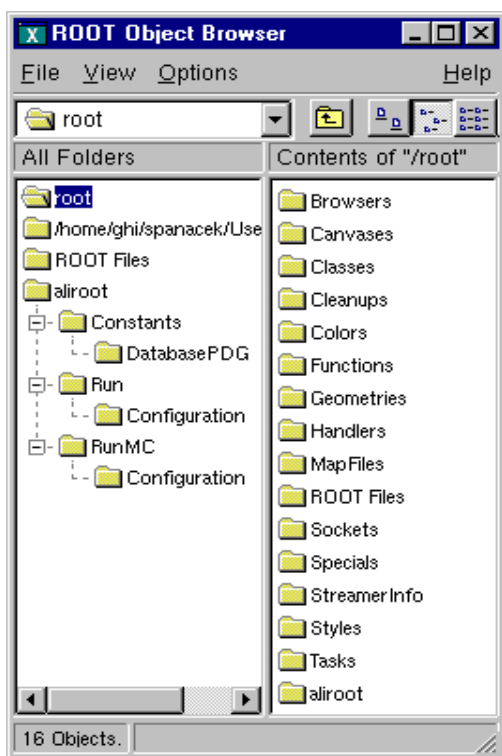 ROOT Object Browser
File View Options Help
root
All Folders
Contents of "/root"
root
/home/ghi/spanacek/Use
ROOT Files
aliroot
Constants
DatabasePDG
Run
Configuration
RunMC
Configuration
Browsers
Canvases
Classes
Cleanups
Colors
Functions
Geometries
Handlers
MapFiles
ROOT Files
Sockets
Specials
StreamerInfo
Styles
Tasks
aliroot
16 Objects.